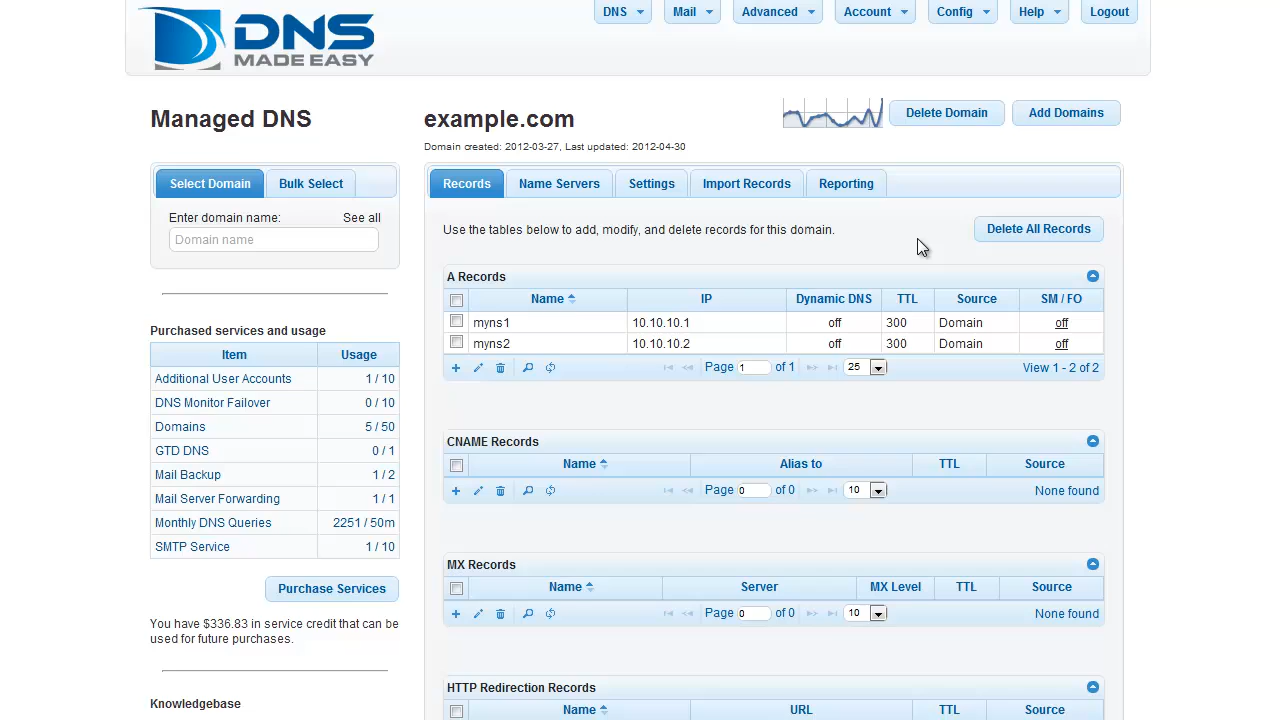 DNS Mail Advanced Account Config Help Logout
DNS
MADE EASY
Managed DNS
example.com
Delete Domain
Add Domains
Domain created: 2012-03-27, Last updated: 2012-04-30
Select Domain Bulk Select
Enter domain name: See all
Domain name
Purchased services and usage
Item Usage
Additional User Accounts 1 / 10
DNS Monitor Failover 0 / 10
Domains 5 / 50
GTD DNS 0 / 1
Mail Backup 1 / 2
Mail Server Forwarding 1 / 1
Monthly DNS Queries 2251 / 50m
SMTP Service 1 / 10
Purchase Services
You have $336.83 in service credit that can be
used for future purchases.
Knowledgebase
Records Name Servers Settings Import Records Reporting
Use the tables below to add, modify, and delete records for this domain.
Delete All Records
A Records
Name IP Dynamic DNS TTL Source SM / FO
myns1 10.10.10.1 off 300 Domain off
myns2 10.10.10.2 off 300 Domain off
Page 1 of 1 25 View 1 - 2 of 2
CNAME Records
Name Alias to TTL Source
Page 0 of 0 10 None found
MX Records
Name Server MX Level TTL Source
Page 0 of 0 10 None found
HTTP Redirection Records
Name URL TTL Source